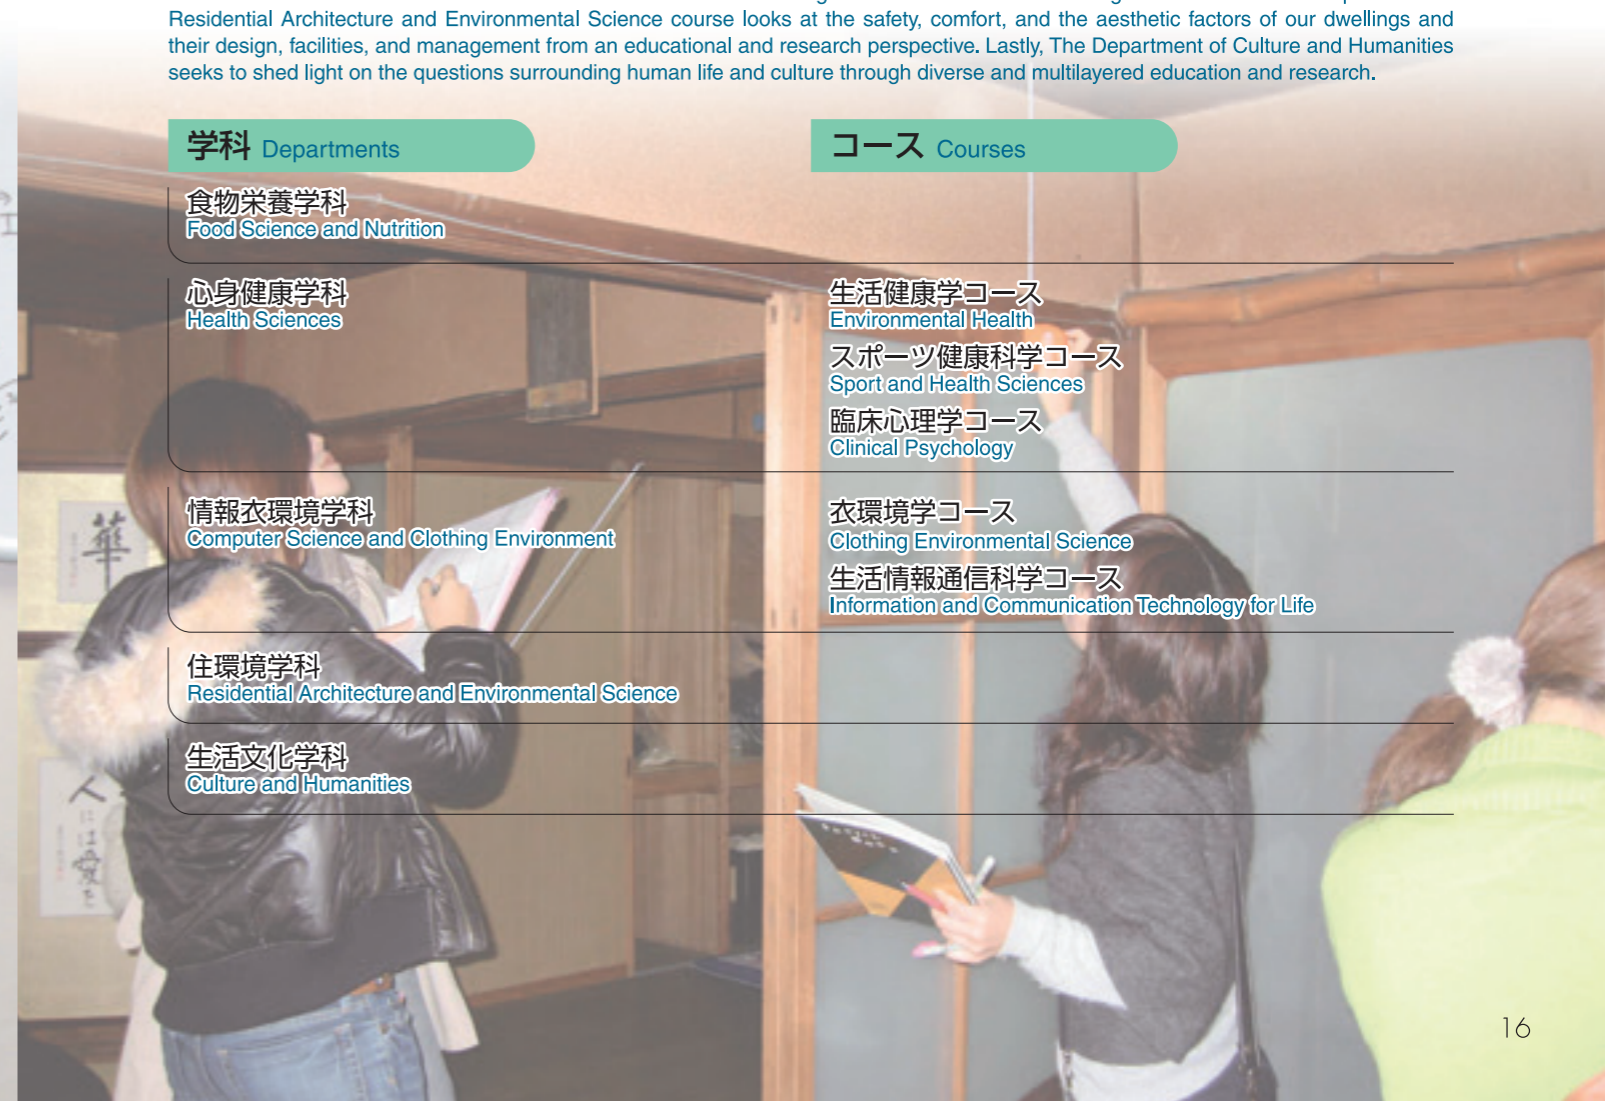 Residential Architecture and Environmental Science course looks at the safety, comfort, and the aesthetic factors of our dwellings and
their design, facilities, and management from an educational and research perspective. Lastly, The Department of Culture and Humanities
seeks to shed light on the questions surrounding human life and culture through diverse and multilayered education and research.
学科 Departments
コース Courses
食物栄養学科
Food Science and Nutrition
心身健康学科
Health Sciences
生活健康学コース
Environmental Health
スポーツ健康科学コース
Sport and Health Sciences
臨床心理学コース
Clinical Psychology
情報衣環境学科
Computer Science and Clothing Environment
衣環境学コース
Clothing Environmental Science
生活情報通信科学コース
Information and Communication Technology for Life
住環境学科
Residential Architecture and Environmental Science
生活文化学科
Culture and Humanities
華
人
16